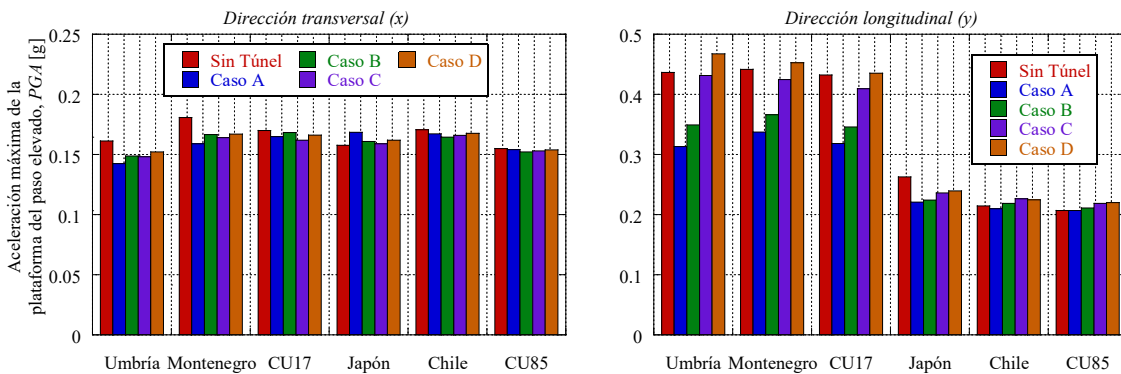 Dirección transversal (x)
Aceleración máxima de la
plataforma del paso elevado, PGA [g]
0.25
0.2
0.15
0.1
0.05
0
Sin Túnel
Caso A
Caso B
Caso C
Caso D
Umbría Montenegro CU17 Japón Chile CU85
Dirección longitudinal (y)
0.5
0.4
0.3
0.2
0.1
0
Sin Túnel
Caso A
Caso B
Caso C
Caso D
Umbría Montenegro CU17 Japón Chile CU85